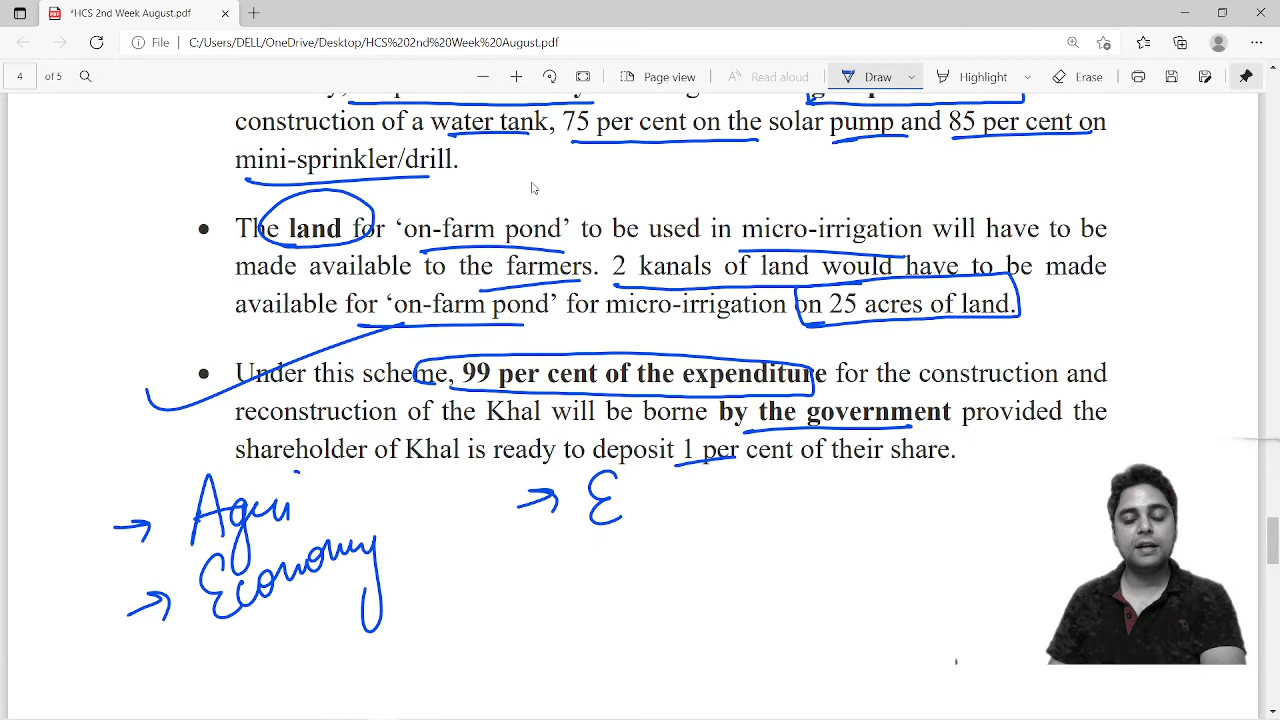 *HCS 2nd Week August.pdf
File C:/Users/DELL/OneDrive/Desktop/HCS%202nd%20Week%20August.pdf
4 of 5 Page view Read aloud Draw Highlight Erase
construction of a water tank, 75 per cent on the solar pump and 85 per cent on
mini-sprinkler/drill.
• The land for ‘on-farm pond’ to be used in micro-irrigation will have to be
made available to the farmers. 2 kanals of land would have to be made
available for ‘on-farm pond’ for micro-irrigation on 25 acres of land.
• Under this scheme, 99 per cent of the expenditure for the construction and
reconstruction of the Khal will be borne by the government provided the
shareholder of Khal is ready to deposit 1 per cent of their share.
→ Agri → E
→ Economy